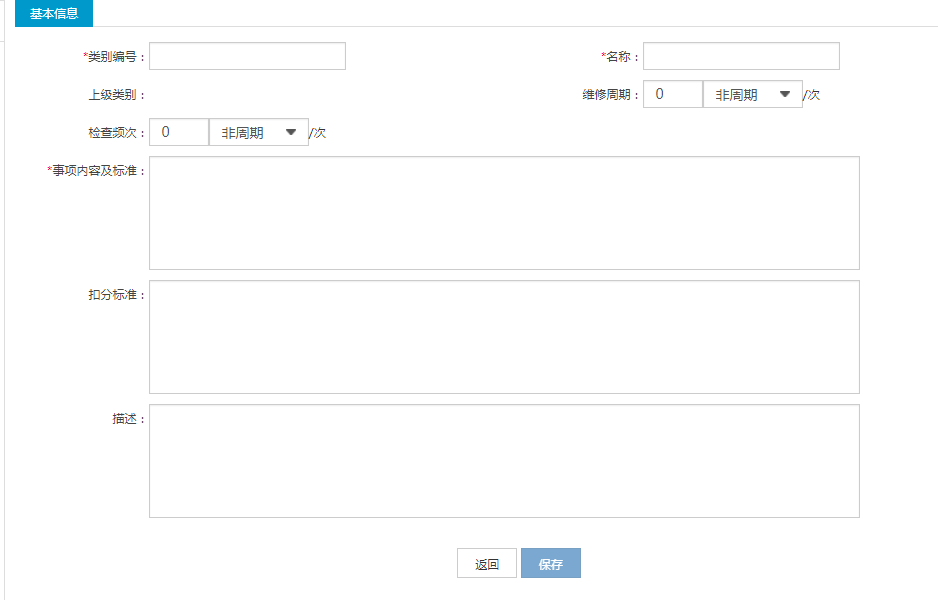 基本信息
*类别编号： *名称：
上级类别： 维修周期： 0 非周期 /次
检查频次： 0 非周期 /次
*事项内容及标准：
扣分标准：
描述：
返回 保存